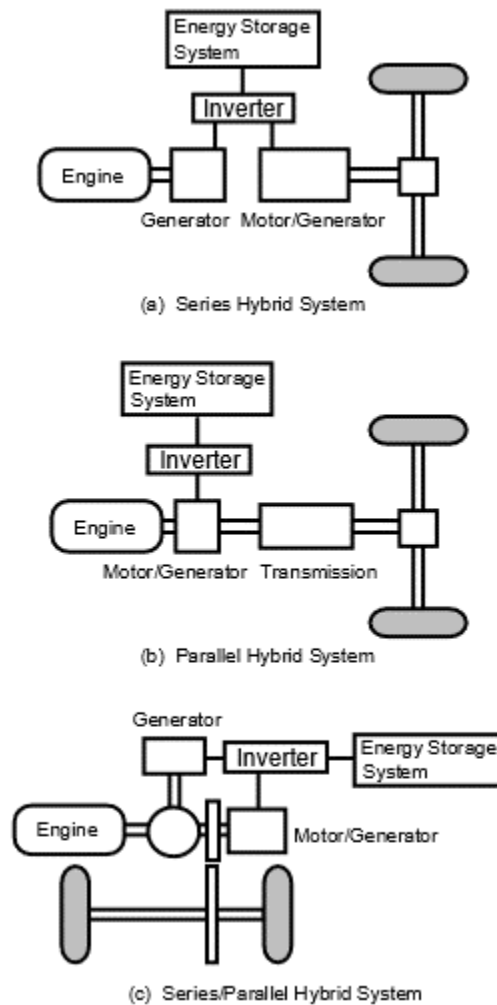 Energy Storage
System
Inverter
Engine
Generator Motor/Generator
(a) Series Hybrid System
Energy Storage
System
Inverter
Engine
Motor/Generator Transmission
(b) Parallel Hybrid System
Generator
Inverter
Energy Storage
System
Engine
Motor/Generator
(c) Series/Parallel Hybrid System